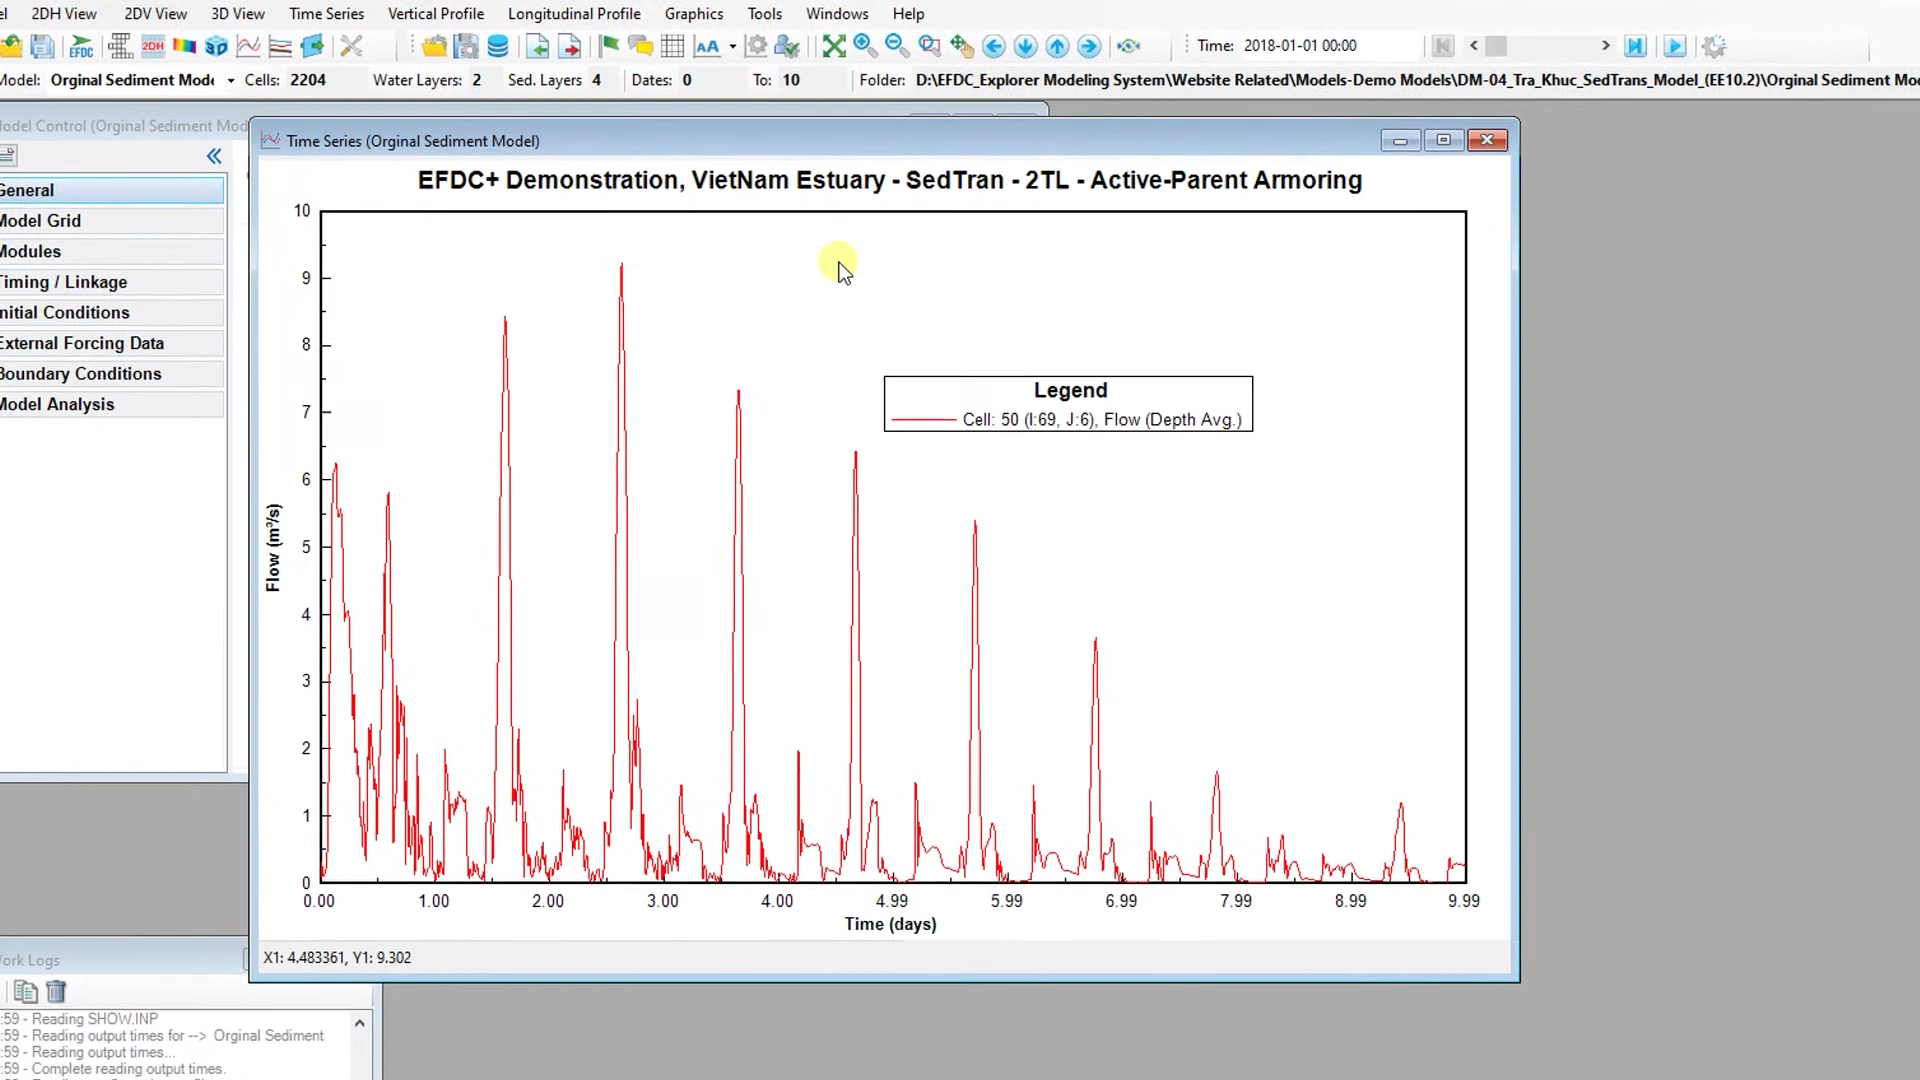 el 2DH View 2DV View 3D View Time Series Vertical Profile Longitudinal Profile Graphics Tools Windows Help
EFDC 2DH 3D AA Time: 2018-01-01 00:00
Model: Orginal Sediment Mode Cells: 2204 Water Layers: 2 Sed. Layers 4 Dates: 0 To: 10 Folder: D:\EFDC_Explorer Modeling System\Website Related\Models-Demo Models\DM-04_Tra_Khuc_SedTrans_Model_(EE10.2)\Orginal Sediment Mo
odel Control (Orginal Sediment Mod
General
Model Grid
Modules
Timing / Linkage
nitial Conditions
External Forcing Data
Boundary Conditions
Model Analysis
Time Series (Orginal Sediment Model)
EFDC+ Demonstration, VietNam Estuary - SedTran - 2TL - Active-Parent Armoring
10
9
8
7
6
5
4
3
2
1
0
Flow (m³/s)
Legend
Cell: 50 (I:69, J:6), Flow (Depth Avg.)
0.00 1.00 2.00 3.00 4.00 4.99 5.99 6.99 7.99 8.99 9.99
Time (days)
X1: 4.483361, Y1: 9.302
ork Logs
:59 - Reading SHOW.INP
:59 - Reading output times for --> Orginal Sediment
:59 - Reading output times...
:59 - Complete reading output times.